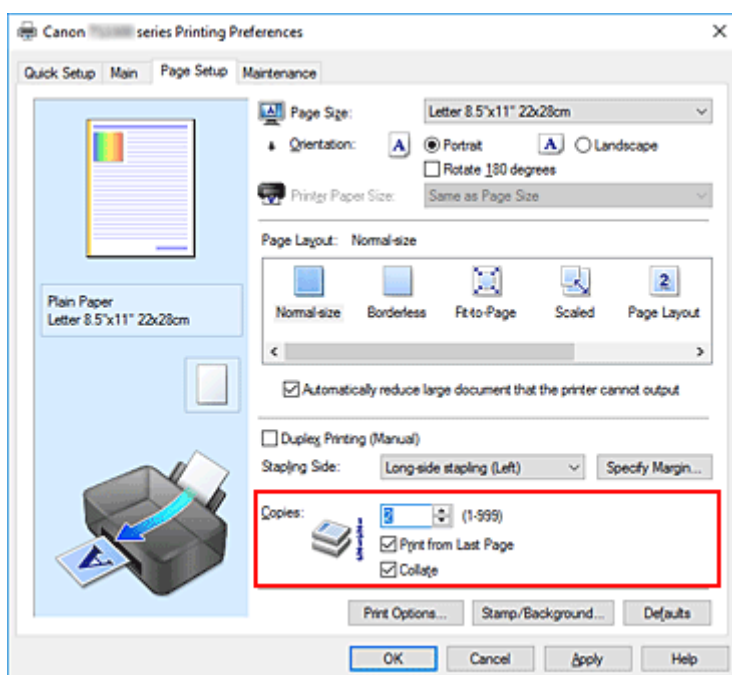 Canon series Printing Preferences
Quick Setup Main Page Setup Maintenance
Page Size: Letter 8.5"x11" 22x28cm
Orientation: A Portrait A Landscape
Rotate 180 degrees
Printer Paper Size: Same as Page Size
Page Layout: Normal-size
2
Normal-size Borderless Fit-to-Page Scaled Page Layout
Plain Paper
Letter 8.5"x11" 22x28cm
Automatically reduce large document that the printer cannot output
Duplex Printing (Manual)
Stapling Side: Long-side stapling (Left) Specify Margin...
Copies: 2 (1-999)
Print from Last Page
Collate
A
Print Options... Stamp/Background... Defaults
OK Cancel Apply Help